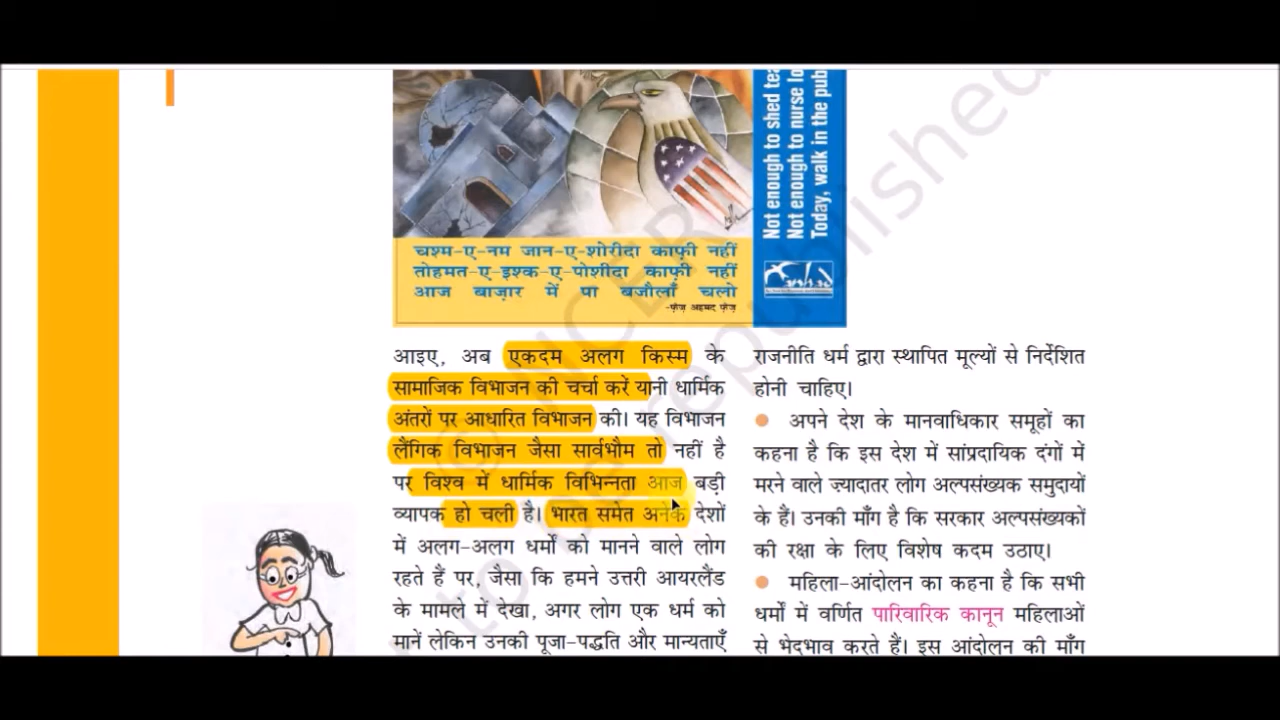 Not enough to shed tea
Not enough to nurse lo
Today, walk in the pub
चश्म-ए-नम जान-ए-शोरीदा काफ़ी नहीं
तोहमत-ए-इश्क-ए-पोशीदा काफ़ी नहीं
आज बाज़ार में पा बजौलाँ चलो
-फ़ेज़ अहमद फ़ेज़
आइए, अब एकदम अलग किस्म के
सामाजिक विभाजन की चर्चा करें यानी धार्मिक
अंतरों पर आधारित विभाजन की। यह विभाजन
लैंगिक विभाजन जैसा सार्वभौम तो नहीं है
पर विश्व में धार्मिक विभिन्नता आज बड़ी
व्यापक हो चली है। भारत समेत अनेक देशों
में अलग-अलग धर्मों को मानने वाले लोग
रहते हैं पर, जैसा कि हमने उत्तरी आयरलैंड
के मामले में देखा, अगर लोग एक धर्म को
मानें लेकिन उनकी पूजा-पद्धति और मान्यताएँ
राजनीति धर्म द्वारा स्थापित मूल्यों से निर्देशित
होनी चाहिए।
अपने देश के मानवाधिकार समूहों का
कहना है कि इस देश में सांप्रदायिक दंगों में
मरने वाले ज़्यादातर लोग अल्पसंख्यक समुदायों
के हैं। उनकी माँग है कि सरकार अल्पसंख्यकों
की रक्षा के लिए विशेष कदम उठाए।
महिला-आंदोलन का कहना है कि सभी
धर्मों में वर्णित पारिवारिक कानून महिलाओं
से भेदभाव करते हैं। इस आंदोलन की माँग